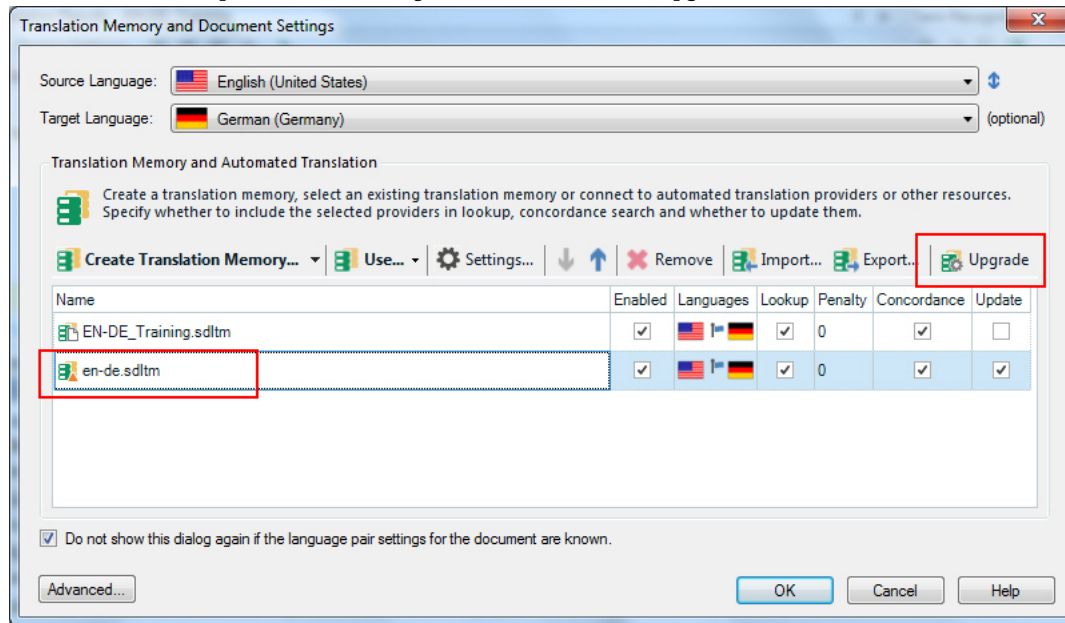 Translation Memory and Document Settings
X
Source Language: English (United States)
Target Language: German (Germany) (optional)
Translation Memory and Automated Translation
Create a translation memory, select an existing translation memory or connect to automated translation providers or other resources.
Specify whether to include the selected providers in lookup, concordance search and whether to update them.
Create Translation Memory... Use... Settings... Remove Import... Export... Upgrade
Name Enabled Languages Lookup Penalty Concordance Update
EN-DE_Training.sdltm 0
en-de.sdltm 0
Do not show this dialog again if the language pair settings for the document are known.
Advanced... OK Cancel Help